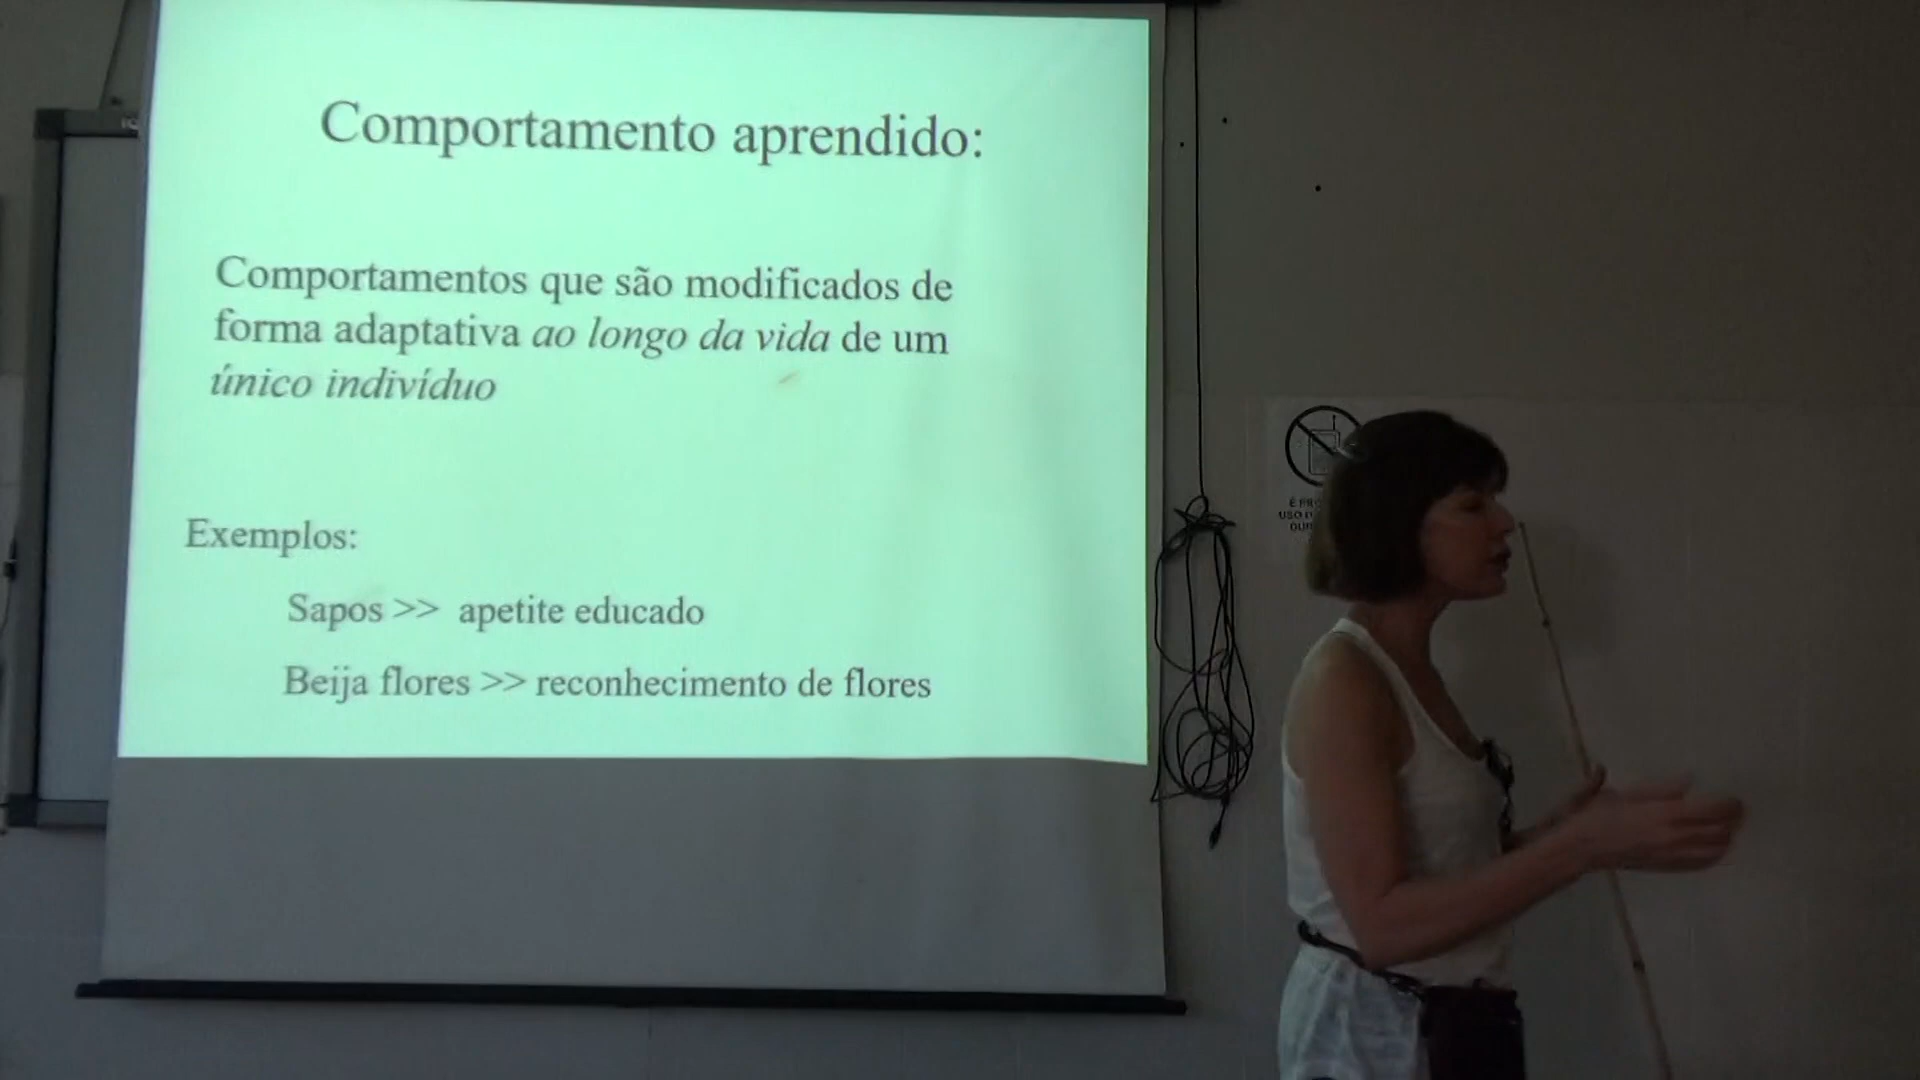 Comportamento aprendido:
Comportamentos que são modificados de
forma adaptativa ao longo da vida de um
único indivíduo
Exemplos:
Sapos >> apetite educado
Beija flores >> reconhecimento de flores
É
USO